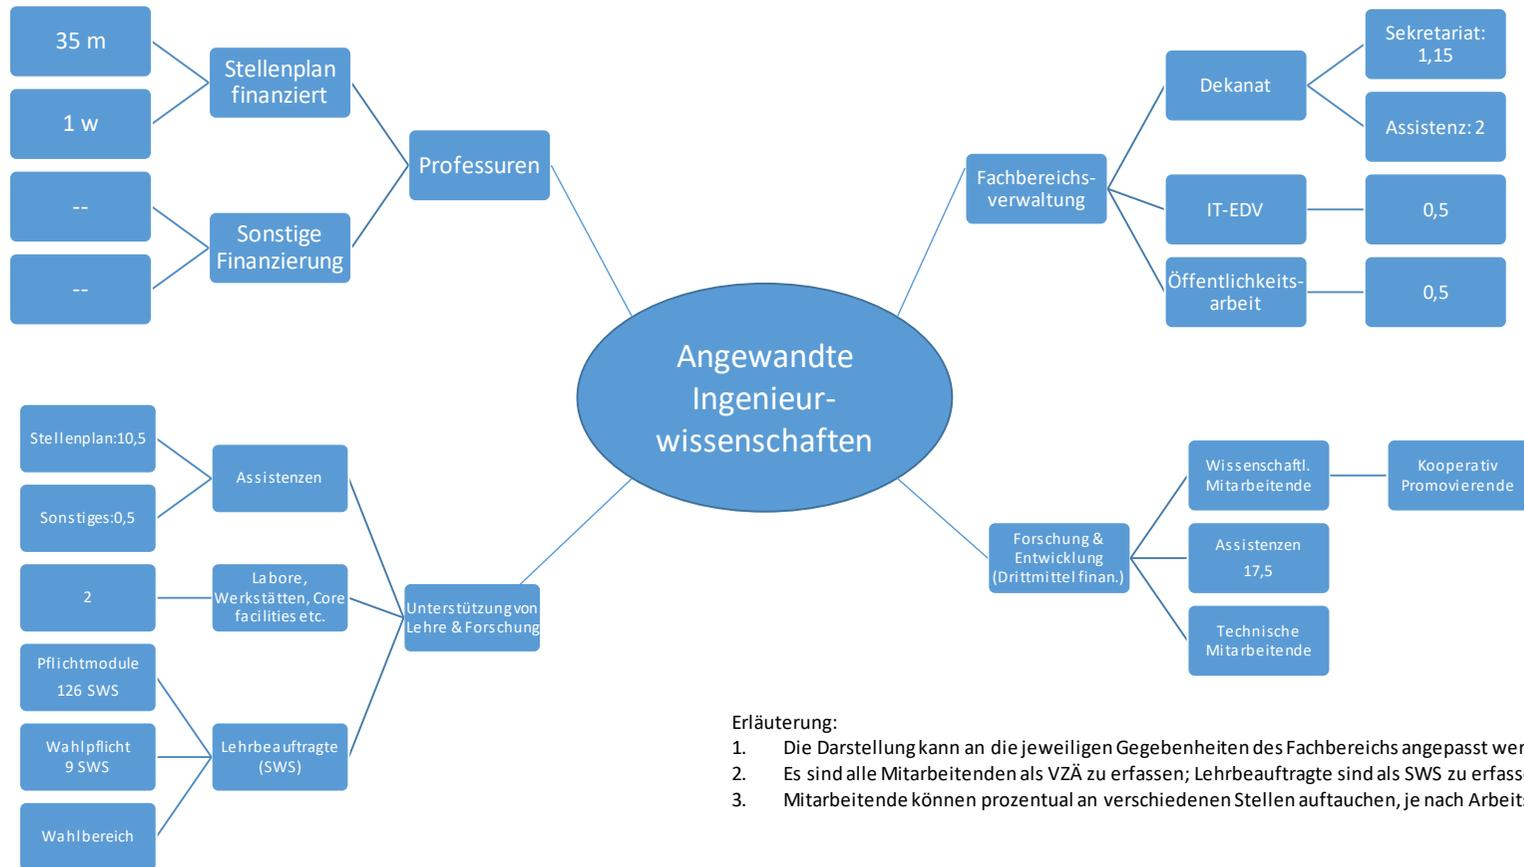 35 m
1 w
--
--
Stellenplan
finanziert
Sonstige
Finanzierung
Professuren
Sekretariat:
1,15
Assistenz: 2
Dekanat
Fachbereichs-
verwaltung
IT-EDV
0,5
Öffentlichkeits-
arbeit
0,5
Angewandte
Ingenieur-
wissenschaften
Stellenplan:10,5
Sonstiges:0,5
Assistenzen
2
Labore,
Werkstätten, Core
facilities etc.
Unterstützung von
Lehre & Forschung
Pflichtmodule
126 SWS
Wahlpflicht
9 SWS
Wahlbereich
Lehrbeauftragte
(SWS)
Forschung &
Entwicklung
(Drittmittel finan.)
Wissenschaftl.
Mitarbeitende
Kooperativ
Promovierende
Assistenzen
17,5
Technische
Mitarbeitende
Erläuterung:
1. Die Darstellung kann an die jeweiligen Gegebenheiten des Fachbereichs angepasst
2. Es sind alle Mitarbeitenden als VZÄ zu erfassen; Lehrbeauftragte sind als SWS zu
3. Mitarbeitende können prozentual an verschiedenen Stellen auftauchen, je nach